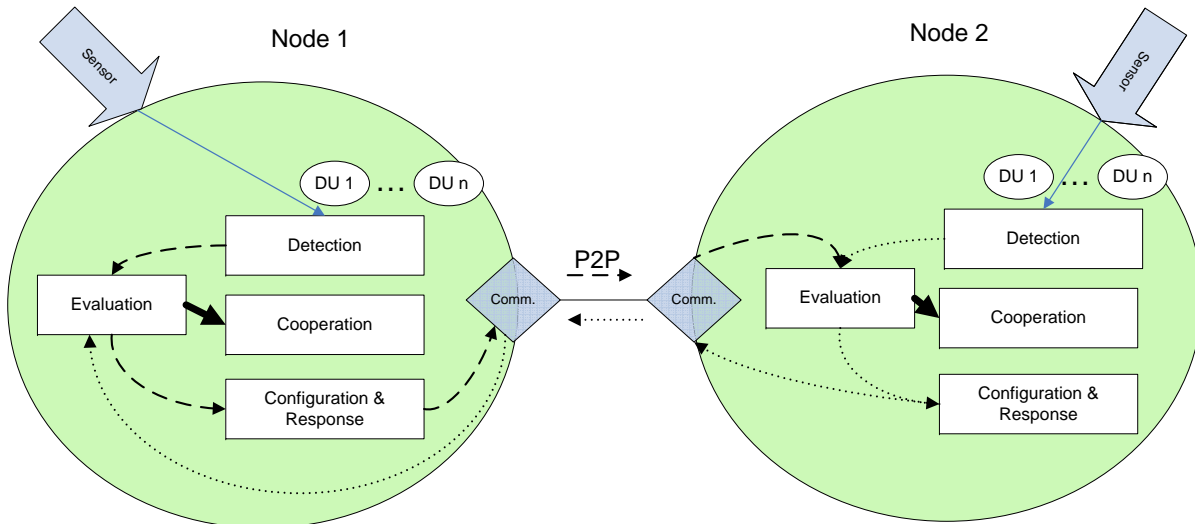 Node 1
Node 2
Sensor
Sensor
DU 1 ... DU n
DU 1 ... DU n
Detection
Detection
P2P
Evaluation
Evaluation
Comm.
Comm.
Cooperation
Cooperation
Configuration &
Response
Configuration &
Response